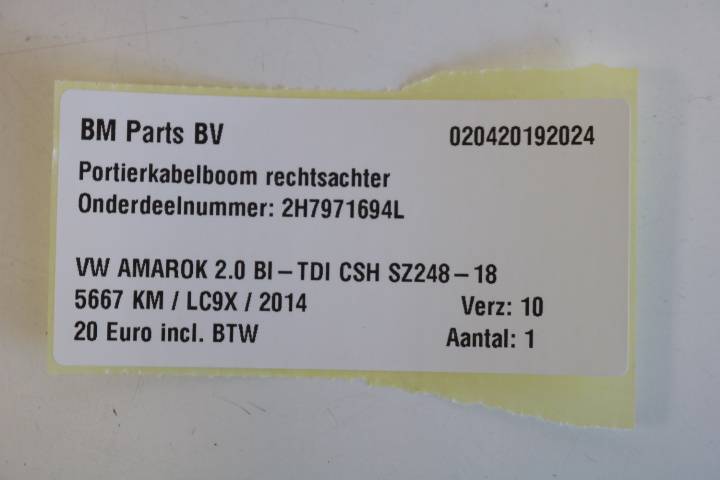 BM Parts BV 020420192024
Portierkabelboom rechtsachter
Onderdeelnummer: 2H7971694L
VW AMAROK 2.0 BI – TDI CSH SZ248 – 18
5667 KM / LC9X / 2014 Verz: 10
20 Euro incl. BTW Aantal: 1